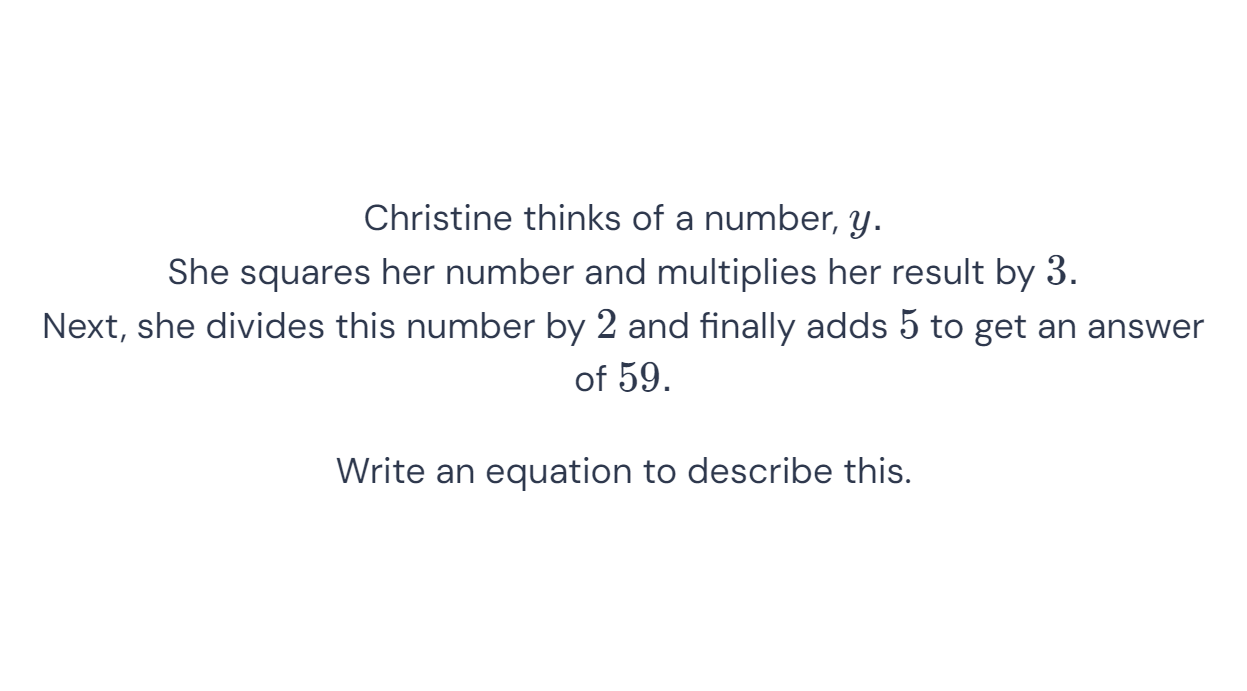 Christine thinks of a number, y.
She squares her number and multiplies her result by 3.
Next, she divides this number by 2 and finally adds 5 to get an answer
of 59.
Write an equation to describe this.